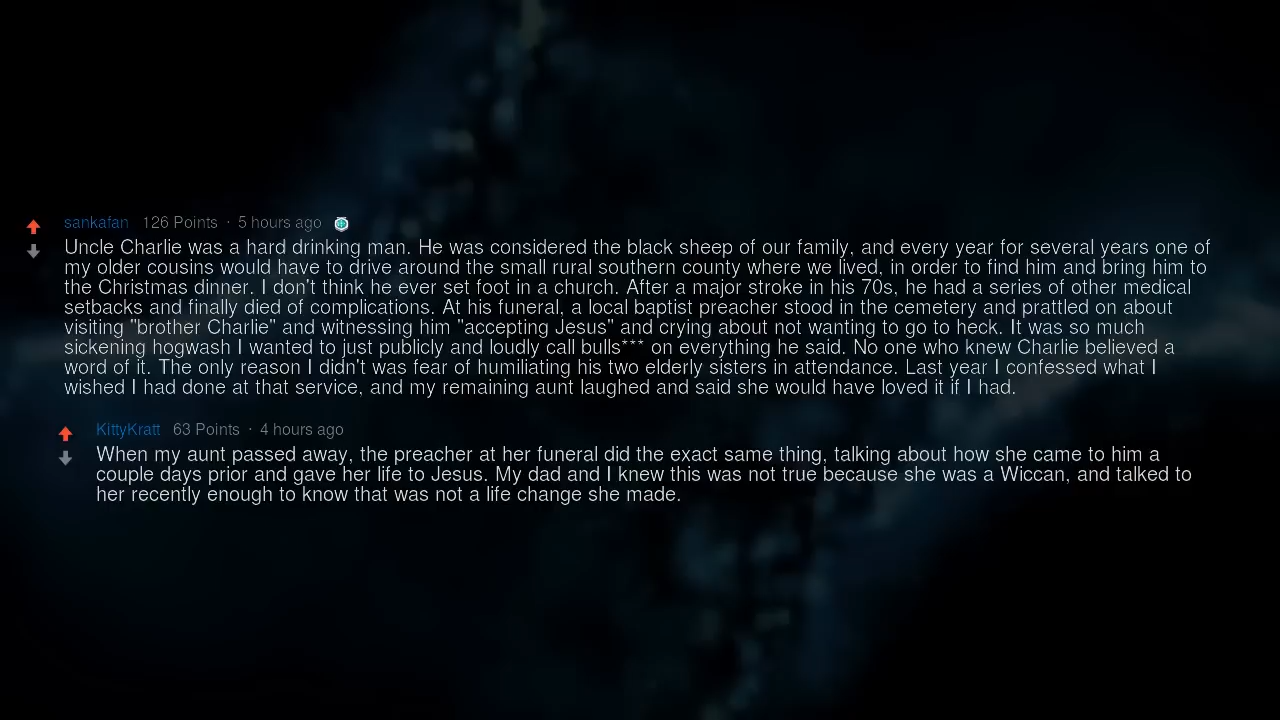 sankafan 126 Points · 5 hours ago
Uncle Charlie was a hard drinking man. He was considered the black sheep of our family, and every year for several years one of
my older cousins would have to drive around the small rural southern county where we lived, in order to find him and bring him to
the Christmas dinner. I don't think he ever set foot in a church. After a major stroke in his 70s, he had a series of other medical
setbacks and finally died of complications. At his funeral, a local baptist preacher stood in the cemetery and prattled on about
visiting "brother Charlie" and witnessing him "accepting Jesus" and crying about not wanting to go to heck. It was so much
sickening hogwash I wanted to just publicly and loudly call bulls*** on everything he said. No one who knew Charlie believed a
word of it. The only reason I didn't was fear of humiliating his two elderly sisters in attendance. Last year I confessed what I
wished I had done at that service, and my remaining aunt laughed and said she would have loved it if I had.
KittyKratt 63 Points · 4 hours ago
When my aunt passed away, the preacher at her funeral did the exact same thing, talking about how she came to him a
couple days prior and gave her life to Jesus. My dad and I knew this was not true because she was a Wiccan, and talked to
her recently enough to know that was not a life change she made.